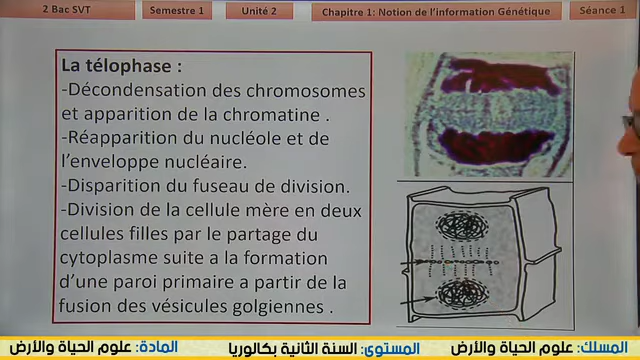 2 Bac SVT
Semestre 1
Unité 2
Chapitre 1: Notion de l'information Génétique
Séance 1
La télophase :
-Décondensation des chromosomes
et apparition de la chromatine .
-Réapparition du nucléole et de
l'enveloppe nucléaire.
-Disparition du fuseau de division.
-Division de la cellule mère en deux
cellules filles par le partage du
cytoplasme suite a la formation
d'une paroi primaire a partir de la
fusion des vésicules golgiennes .
المسلك: علوم الحياة والأرض
المستوى: السنة الثانية بكالوريا
المادة: علوم الحياة والأرض